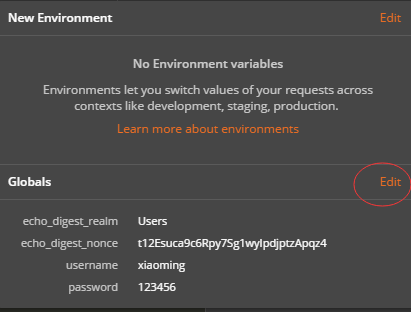 New Environment Edit
No Environment variables
Environments let you switch values of your requests across
contexts like development, staging, production.
Learn more about environments
Globals Edit
echo_digest_realm Users
echo_digest_nonce t12Esuca9c6Rpy7Sg1wyIpdjptzApqz4
username xiaoming
password 123456